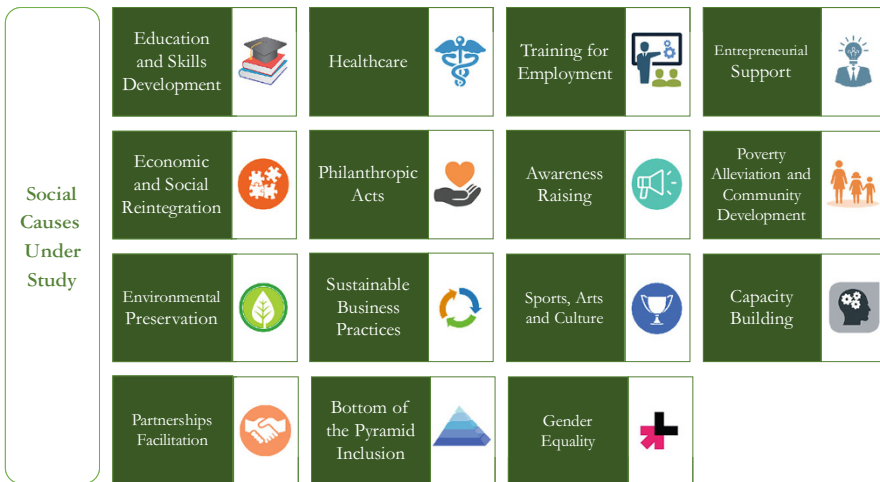 Social
Causes
Under
Study
Education
and Skills
Development
Healthcare
Training for
Employment
Entrepreneurial
Support
Economic
and Social
Reintegration
Philanthropic
Acts
Awareness
Raising
Poverty
Alleviation and
Community
Development
Environmental
Preservation
Sustainable
Business
Practices
Sports, Arts
and Culture
Capacity
Building
Partnerships
Facilitation
Bottom of
the Pyramid
Inclusion
Gender
Equality